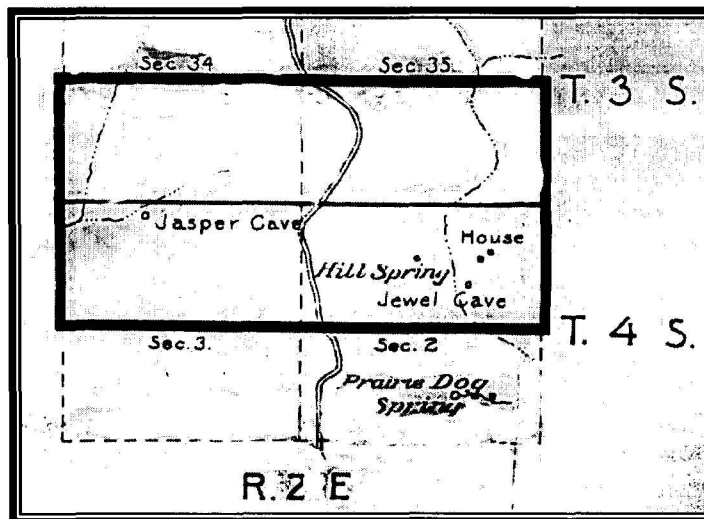 Sec. 34
Sec. 35.
T. 3 S.
Jasper Cave
House
Hill Spring
Jewel Cave
T. 4 S.
Sec. 3.
Sec. 2
Prairie Dog
Spring
R. 2 E